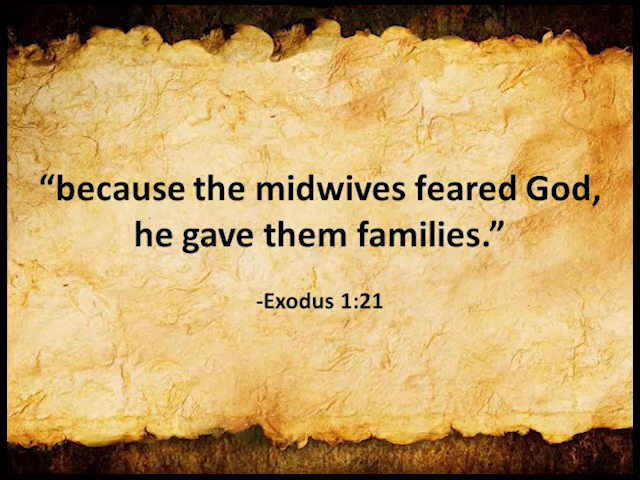 “because the midwives feared God,
he gave them families.”
-Exodus 1:21